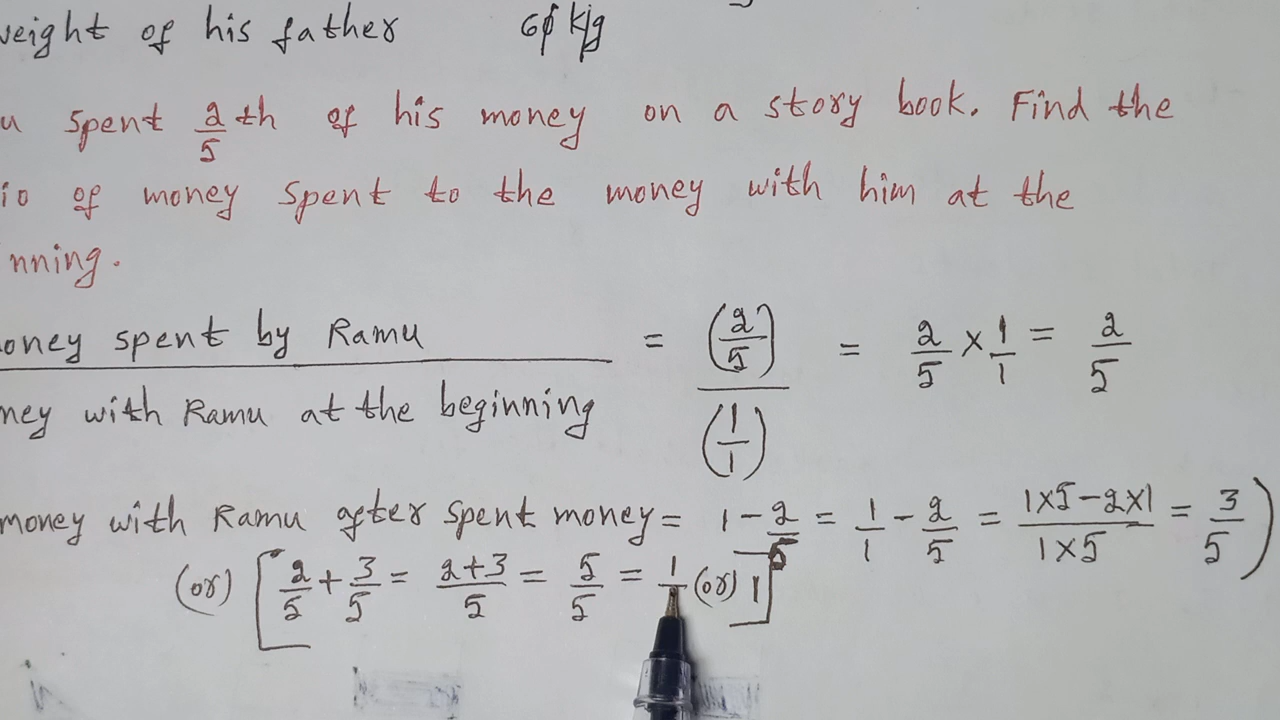 weight of his father 60 kg
u spent 2/5 th of his money on a story book. Find the
io of money spent to the money with him at the
nning.
oney spent by Ramu / ney with Ramu at the beginning = (2/5) / (1/1) = 2/5 × 1/1 = 2/5
money with Ramu after spent money = 1 - 2/5 = 1/1 - 2/5 = 1×5-2×1 / 1×5 = 3/5 )
(or) [ 2/5 + 3/5 = 2+3/5 = 5/5 = 1/1 (or) 1 ]